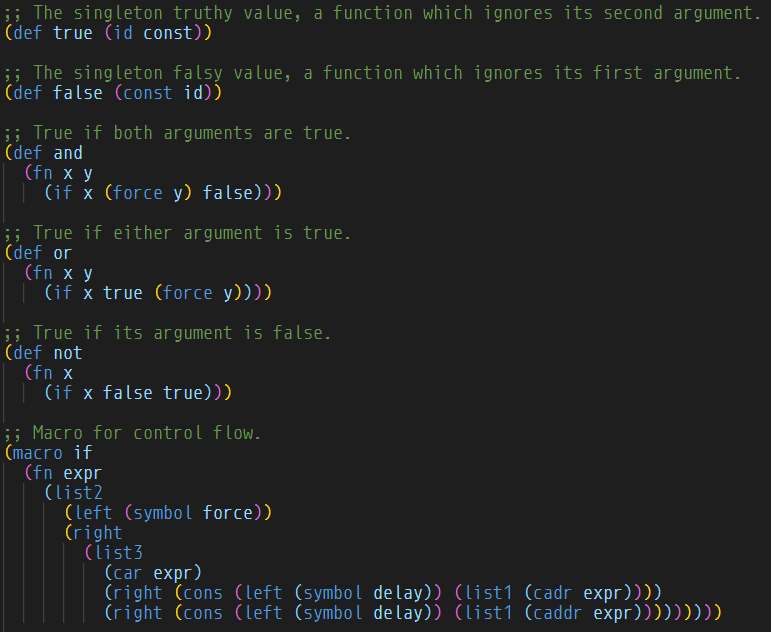 ;; The singleton truthy value, a function which ignores its second argument.
(def true (id const))

;; The singleton falsy value, a function which ignores its first argument.
(def false (const id))

;; True if both arguments are true.
(def and
  (fn x y
    (if x (force y) false)))

;; True if either argument is true.
(def or
  (fn x y
    (if x true (force y))))

;; True if its argument is false.
(def not
  (fn x
    (if x false true)))

;; Macro for control flow.
(macro if
  (fn expr
    (list2
      (left (symbol force))
      (right
        (list3
          (car expr)
          (right (cons (left (symbol delay)) (list1 (cadr expr))))
          (right (cons (left (symbol delay)) (list1 (caddr expr)))))))))